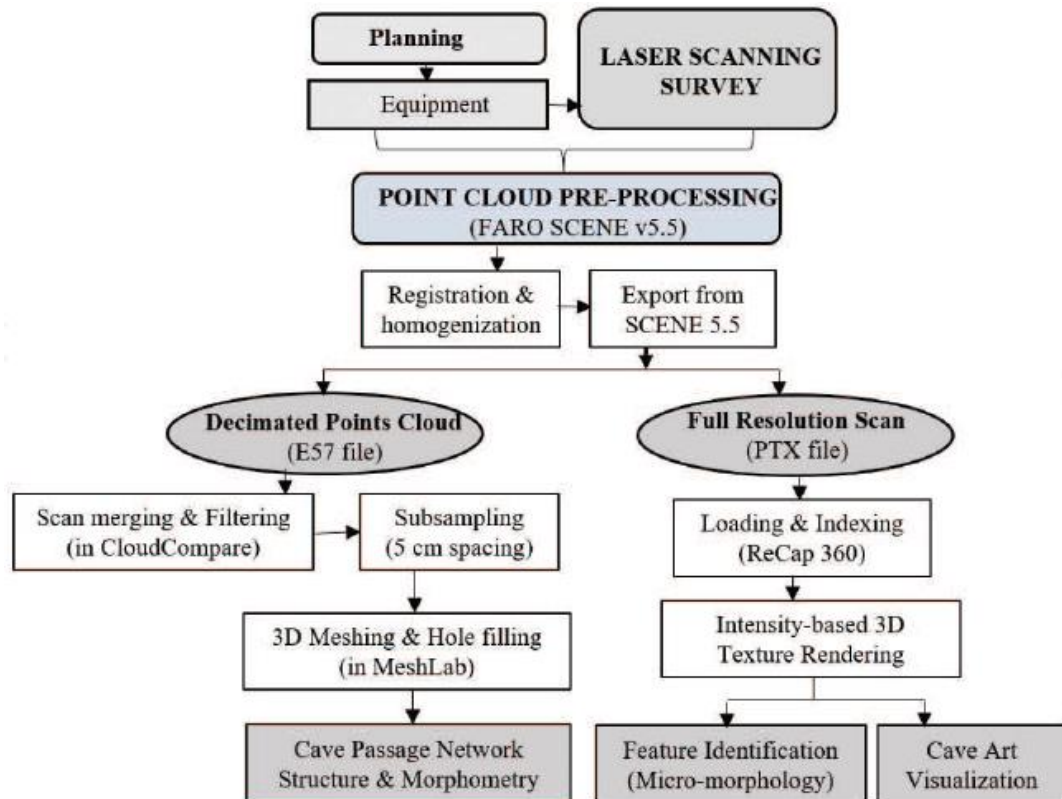 Planning
LASER SCANNING
SURVEY
Equipment
POINT CLOUD PRE-PROCESSING
(FARO SCENE v5.5)
Registration &
homogenization
Export from
SCENE 5.5
Decimated Points Cloud
(E57 file)
Full Resolution Scan
(PTX file)
Scan merging & Filtering
(in CloudCompare)
Subsampling
(5 cm spacing)
Loading & Indexing
(ReCap 360)
3D Meshing & Hole filling
(in MeshLab)
Intensity-based 3D
Texture Rendering
Cave Passage Network
Structure & Morphometry
Feature Identification
(Micro-morphology)
Cave Art
Visualization